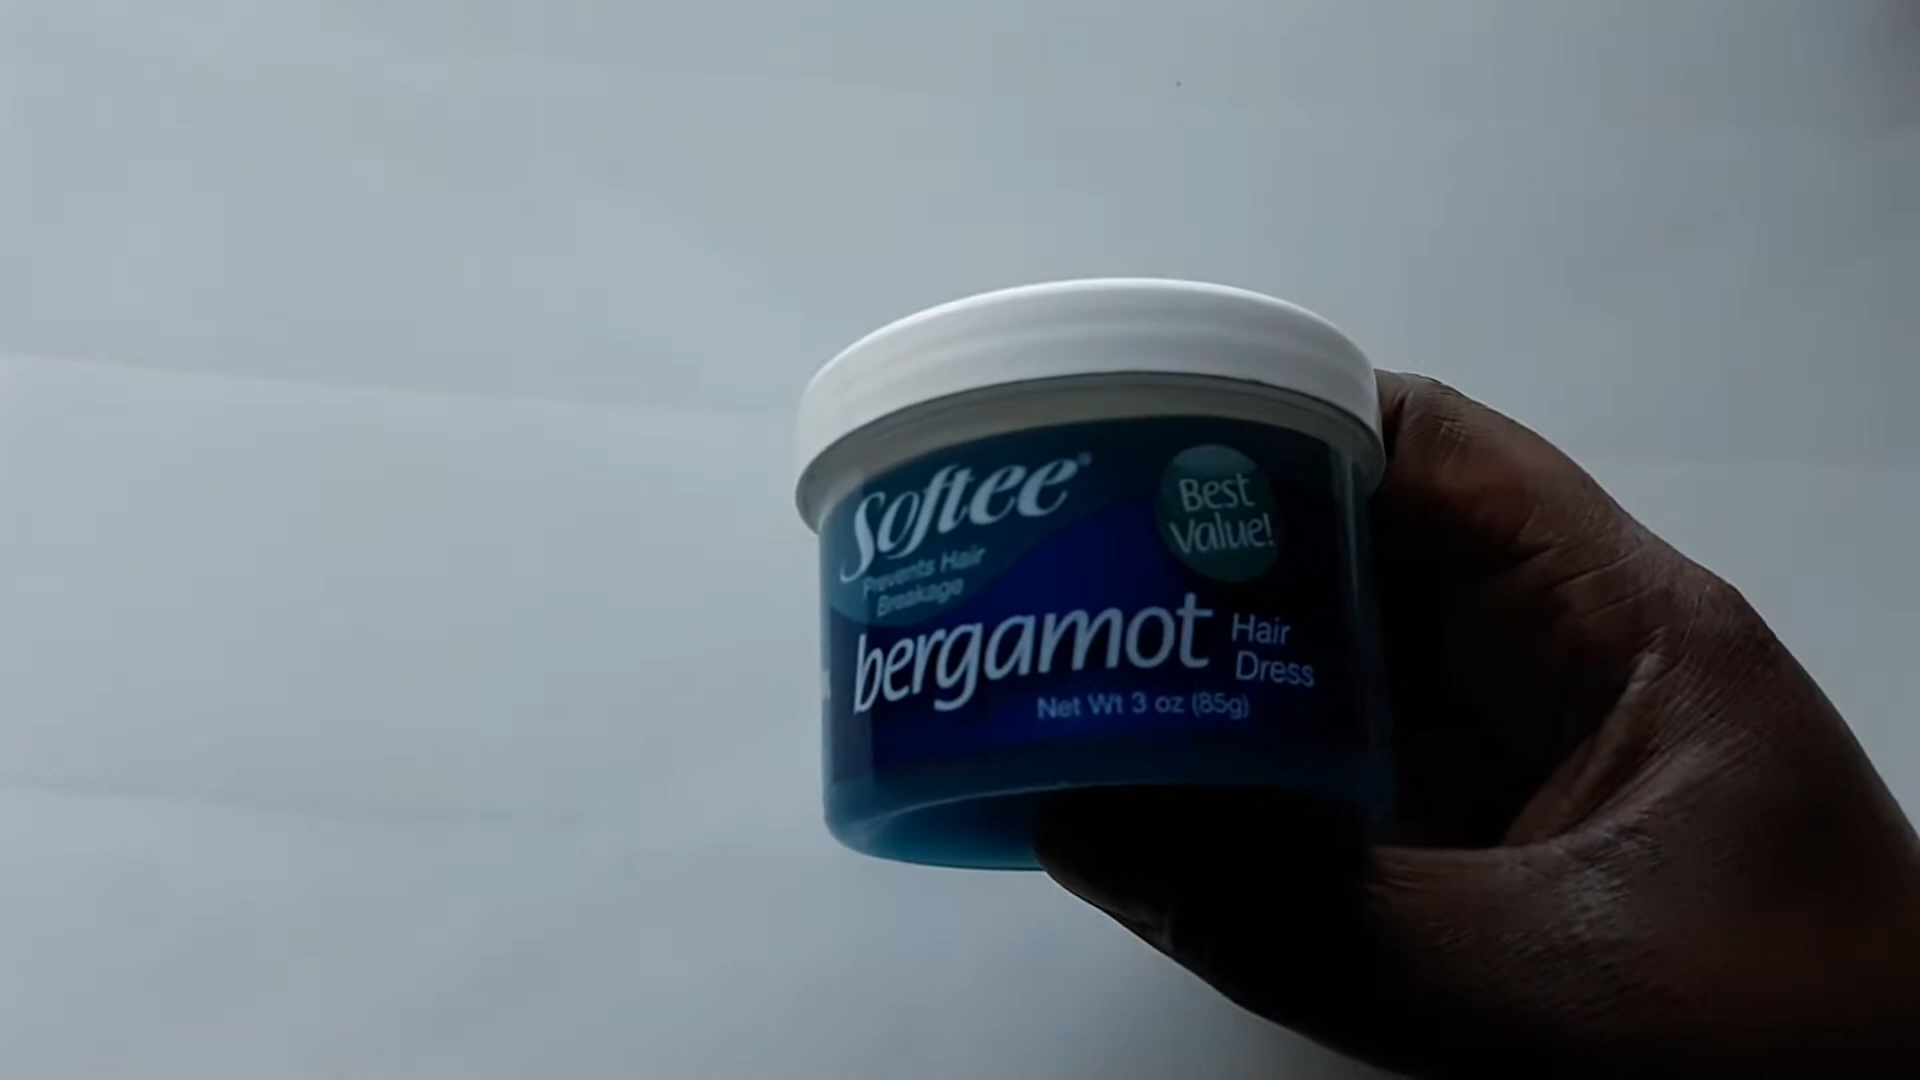 Softee®
Prevents Hair
Breakage
Best
Value!
bergamot
Hair
Dress
Net Wt 3 oz (85g)